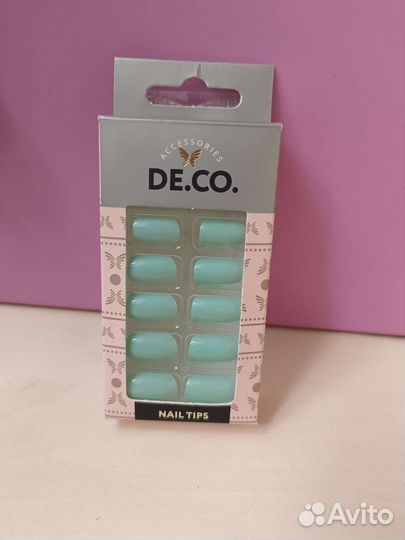 ACCESSORIES
DE.CO.
NAIL TIPS
Avito